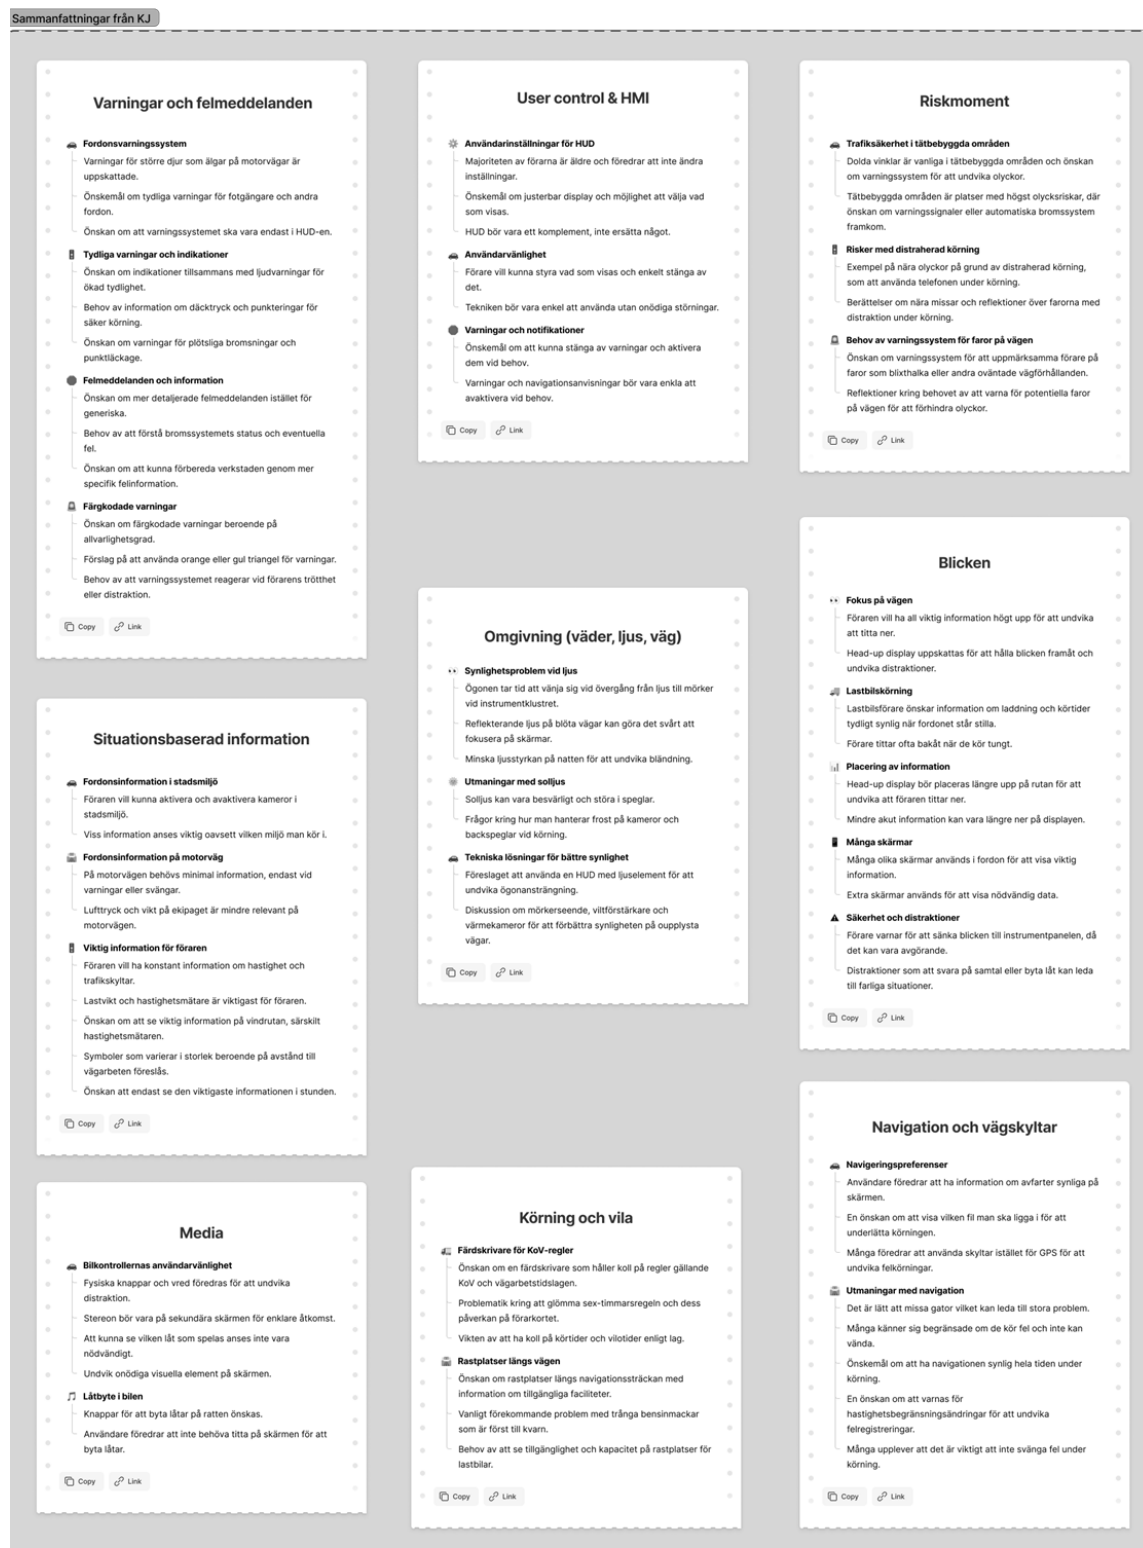 Sammanfattningar från KJ
Varningar och felmeddelanden
Fordonsvarningssystem
Varningar för större djur som älgar på motorvägar är
uppskattade.
Önskemål om tydliga varningar för fotgängare och andra
fordon.
Önskan om att varningssystemet ska vara endast i HUD-en.
Tydliga varningar och indikationer
Önskan om indikationer tillsammans med ljudvarningar för
ökad tydlighet.
Behov av information om däcktryck och punkteringar för
säker körning.
Önskan om varningar för plötsliga bromsningar och
punktläckage.
Felmeddelanden och information
Önskan om mer detaljerade felmeddelanden istället för
generiska.
Behov av att förstå bromssystemets status och eventuella
fel.
Önskan om att kunna förbereda verkstaden genom mer
specifik felinformation.
Färgkodade varningar
Önskan om färgkodade varningar beroende på
allvarlighetsgrad.
Förslag på att använda orange eller gul triangel för varningar.
Behov av att varningssystemet reagerar vid förarens trötthet
eller distraktion.
Copy
Link
Situationsbaserad information
Fordonsinformation i stadsmiljö
Föraren vill kunna aktivera och avaktivera kameror i
stadsmiljö.
Viss information anses viktig oavsett vilken miljö man kör i.
Fordonsinformation på motorväg
På motorvägen behövs minimal information, endast vid
varningar eller svängar.
Lufttryck och vikt på ekipaget är mindre relevant på
motorvägen.
Viktig information för föraren
Föraren vill ha konstant information om hastighet och
trafikskyltar.
Lastvikt och hastighetsmätare är viktigast för föraren.
Önskan om att se viktig information på vindrutan, särskilt
hastighetsmätaren.
Symboler som varierar i storlek beroende på avstånd till
vägarbeten föreslås.
Önskan att endast se den viktigaste informationen i stunden.
Copy
Link
Media
Bilkontrollernas användarvänlighet
Fysiska knappar och vred föredras för att undvika
distraktion.
Stereon bör vara på sekundära skärmen för enklare åtkomst.
Att kunna se vilken låt som spelas anses inte vara
nödvändigt.
Undvik onödiga visuella element på skärmen.
Låtbyte i bilen
Knappar för att byta låtar på ratten önskas.
Användare föredrar att inte behöva titta på skärmen för att
byta låtar.
Copy
Link
User control & HMI
Användarinställningar för HUD
Majoriteten av förarna är äldre och föredrar att inte ändra
inställningar.
Önskemål om justerbar display och möjlighet att välja vad
som visas.
HUD bör vara ett komplement, inte ersätta något.
Användarvänlighet
Förare vill kunna styra vad som visas och enkelt stänga av
det.
Tekniken bör vara enkel att använda utan onödiga störningar.
Varningar och notifikationer
Önskemål om att kunna stänga av varningar och aktivera
dem vid behov.
Varningar och navigationsanvisningar bör vara enkla att
avaktivera vid behov.
Copy
Link
Omgivning (väder, ljus, väg)
Synlighetsproblem vid ljus
Ögonen tar tid att vänja sig vid övergång från ljus till mörker
vid instrumentklustret.
Reflekterande ljus på blöta vägar kan göra det svårt att
fokusera på skärmar.
Minska ljusstyrkan på natten för att undvika bländning.
Utmaningar med solljus
Solljus kan vara besvärligt och störa i speglar.
Frågor kring hur man hanterar frost på kameror och
backspeglar vid körning.
Tekniska lösningar för bättre synlighet
Föreslaget att använda en HUD med ljuselement för att
undvika ögonansträngning.
Diskussion om mörkerseende, viltförstärkare och
värmekameror för att förbättra synligheten på oupplysta
vägar.
Copy
Link
Körning och vila
Färdskrivare för KoV-regler
Önskan om en färdskrivare som håller koll på regler gällande
KoV och vägarbetstidslagen.
Problematik kring att glömma sex-timmarsregeln och dess
påverkan på förarkortet.
Vikten av att ha koll på körtider och vilotider enligt lag.
Rastplatser längs vägen
Önskan om rastplatser längs navigationssträckan med
information om tillgängliga faciliteter.
Vanligt förekommande problem med trånga bensinmackar
som är först till kvarn.
Behov av att se tillgänglighet och kapacitet på rastplatser för
lastbilar.
Copy
Link
Riskmoment
Trafiksäkerhet i tätbebyggda områden
Dolda vinklar är vanliga i tätbebyggda områden och önskan
om varningssystem för att undvika olyckor.
Tätbebyggda områden är platser med högst olycksriskar, där
önskan om varningssignaler eller automatiska bromssystem
framkom.
Risker med distraherad körning
Exempel på nära olyckor på grund av distraherad körning,
som att använda telefonen under körning.
Berättelser om nära missar och reflektioner över farorna med
distraktion under körning.
Behov av varningssystem för faror på vägen
Önskan om varningssystem för att uppmärksamma förare på
faror som blixthalka eller andra oväntade vägförhållanden.
Reflektioner kring behovet av att varna för potentiella faror
på vägen för att förhindra olyckor.
Copy
Link
Blicken
Fokus på vägen
Föraren vill ha all viktig information högt upp för att undvika
att titta ner.
Head-up display uppskattas för att hålla blicken framåt och
undvika distraktioner.
Lastbilskörning
Lastbilsförare önskar information om laddning och körtider
tydligt synlig när fordonet står stilla.
Förare tittar ofta bakåt när de kör tungt.
Placering av information
Head-up display bör placeras längre upp på rutan för att
undvika att föraren tittar ner.
Mindre akut information kan vara längre ner på displayen.
Många skärmar
Många olika skärmar används i fordon för att visa viktig
information.
Extra skärmar används för att visa nödvändig data.
Säkerhet och distraktioner
Förare varnar för att sänka blicken till instrumentpanelen, då
det kan vara avgörande.
Distraktioner som att svara på samtal eller byta låt kan leda
till farliga situationer.
Copy
Link
Navigation och vägskyltar
Navigeringspreferenser
Användare föredrar att ha information om avfarter synliga på
skärmen.
En önskan om att visa vilken fil man ska ligga i för att
underlätta körningen.
Många föredrar att använda skyltar istället för GPS för att
undvika felkörningar.
Utmaningar med navigation
Det är lätt att missa gator vilket kan leda till stora problem.
Många känner sig begränsade om de kör fel och inte kan
vända.
Önskemål om att ha navigationen synlig hela tiden under
körning.
En önskan om att varnas för
hastighetsbegränsningsändringar för att undvika
felregistreringar.
Många upplever att det är viktigt att inte svänga fel under
körning.
Copy
Link